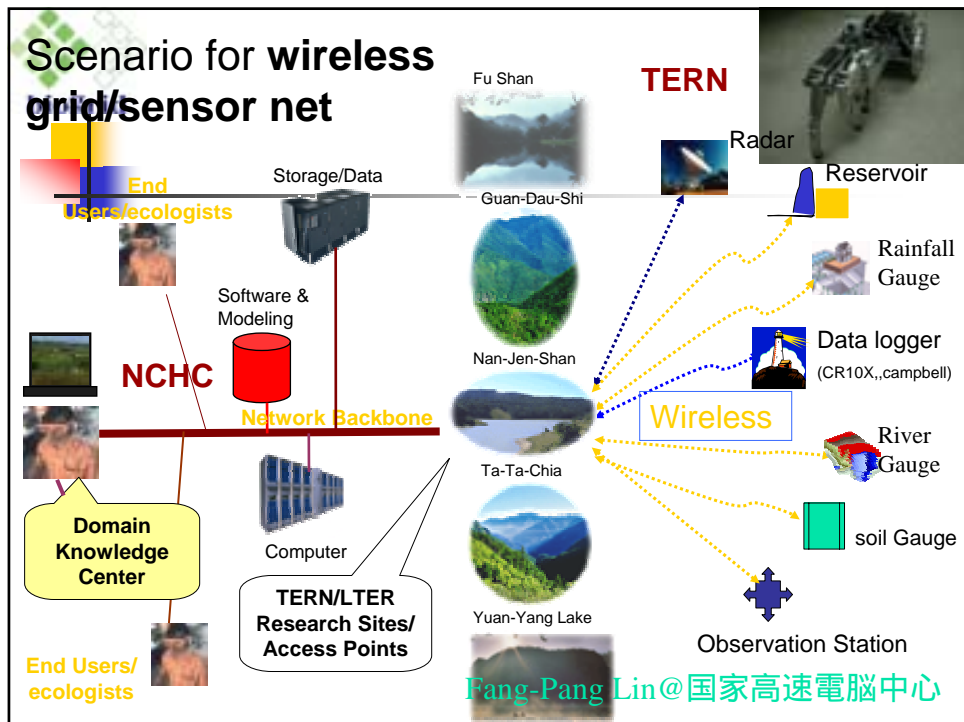 Scenario for wireless
grid/sensor net
Fu Shan
TERN
Radar
Reservoir
End
Users/ecologists
Storage/Data
Guan-Dau-Shi
Rainfall
Gauge
Software &
Modeling
Nan-Jen-Shan
Data logger
(CR10X,,campbell)
NCHC
Network Backbone
Wireless
River
Gauge
Ta-Ta-Chia
Domain
Knowledge
Center
Computer
soil Gauge
TERN/LTER
Research Sites/
Access Points
Yuan-Yang Lake
Observation Station
End Users/
ecologists
Fang-Pang Lin@国家高速電脳中心